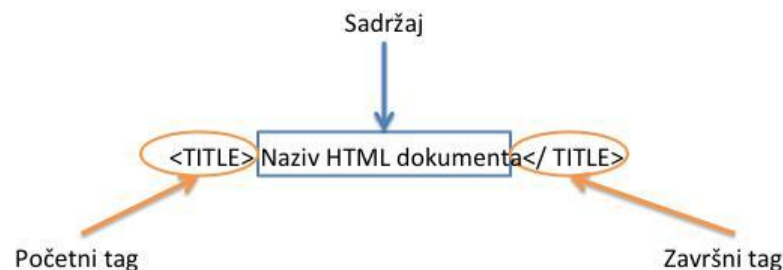 Sadržaj
<TITLE> Naziv HTML dokumenta</ TITLE>
Početni tag
Završni tag